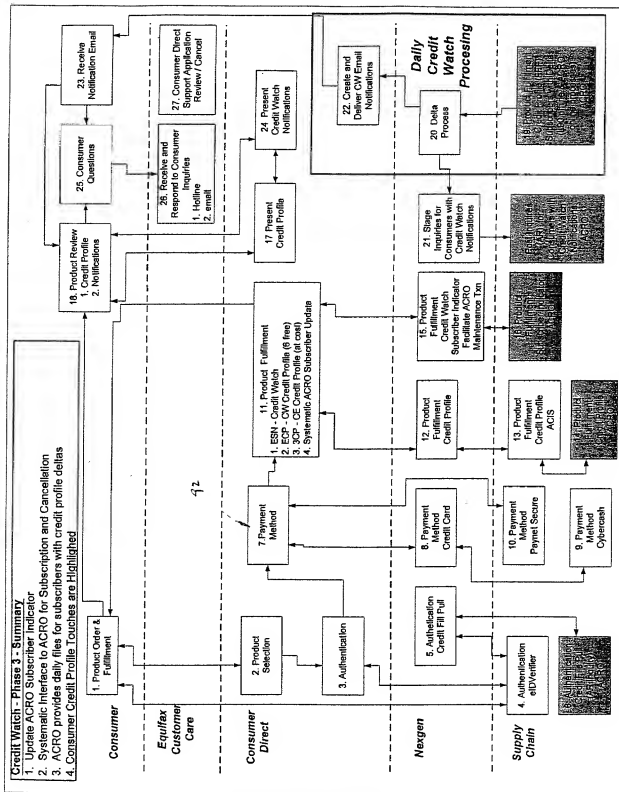 Credit Watch - Phase 3 - Summary
1. Update ACRO Subscriber Indicator
2. Systematic Interface to ACRO for Subscription and Cancellation
3. ACRO provides daily files for subscribers with credit profile deltas
4. Consumer Credit Profile Touches are Highlighed
Consumer
1. Product Order &
Fulfillment
18. Product Review
1. Credit Profile
2. Notifications
25. Consumer
Questions
23. Receiva
Notification Email
Equifax
Customer
Care
26. Receive and
Respond to Consumer
Inquiries
1. Hotline
2. email
27. Consumer Direct
Support Application
Review / Cancel
Consumer
Direct
2. Product
Selection
3. Authentication
92
7. Payment
Method
11. Product Fulfillment
1. ESN - Credit Watch
2. ECP - CW Credit Profile (6 free)
3. 3CP - CE Credit Profile (at cost)
4. Systematic ACRO Subscriber Updata
17 Present
Credit Profile
24 Present
Credit Watch
Notifications
Nexgen
5. Authetication
Credit Fill Pull
8. Payment
Method
Credit Card
12. Product
Fulfillment
Credit Profile
15. Product
Fulfillment
Credit Watch
Subscriber Indicator
Facilitate ACRO
Maintenance Txn
21. Stage
Inquiries for
Consumers with
Credit Watch
Notifications
20 Delta
Process
22. Create and
Deliver CW Email
Notifications
Daily
Credit
Watch
Procesing
Supply
Chain
4. Authentication
eIDVerifier
10. Payment
Method
Paynet Secure
9. Payment
Method
Cybercash
13. Product
Fulfillment
Credit Profile
ACIS